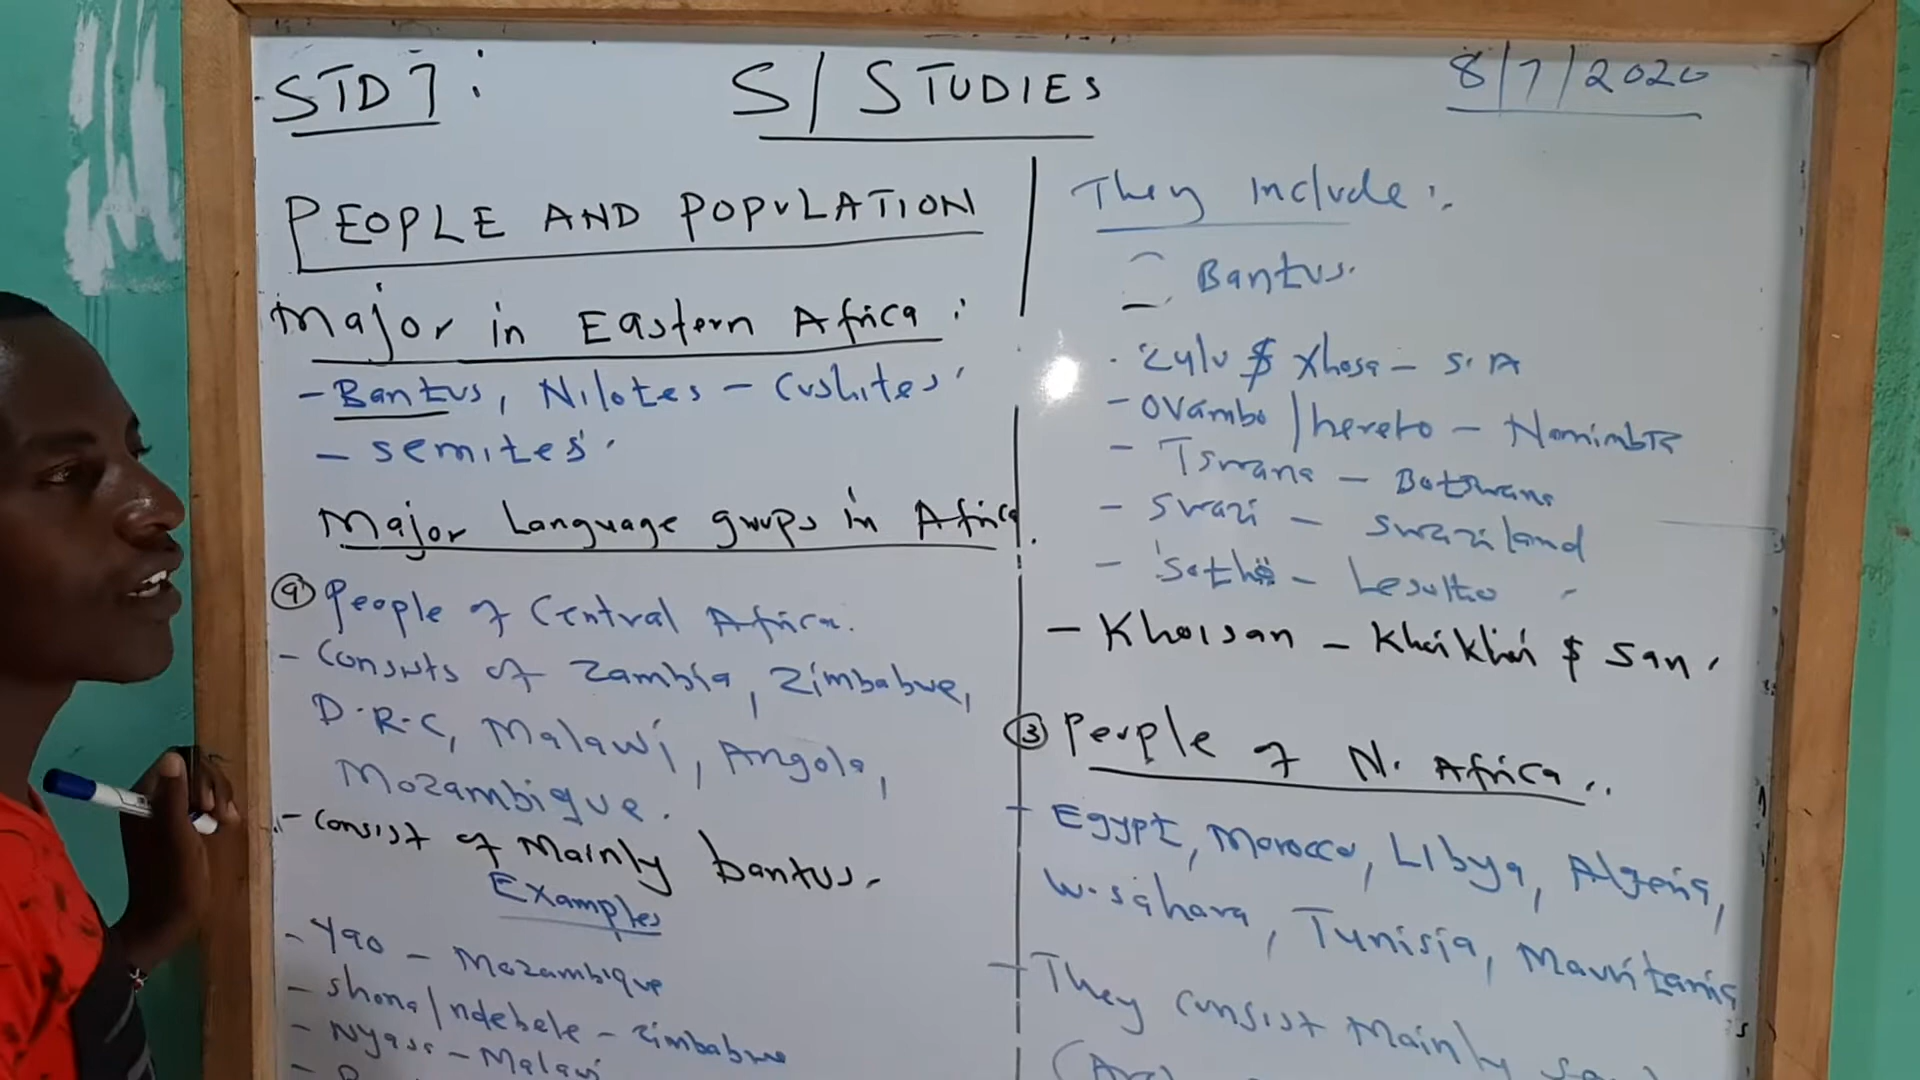 STD 7:
S/STUDIES
8/7/2020
PEOPLE AND POPULATION
Major in Eastern Africa:
- Bantus, Nilotes - Cushites
- Semites
Major Language groups in Africa.
People of Central Africa.
- Consists of Zambia, Zimbabwe,
D.R.C, Malawi, Angola,
Mozambique.
- Consist of Mainly bantus.
Examples
- Yao - Mozambique
- Shona/ndebele - Zimbabwe
- Nyasa - Malawi
They include:
Bantus.
Zulu $ Xhosa - S.A
- Ovambo/herero -
- Tswana - Botswana
- Swazi - Swaziland
- Sotho -
- Khoisan - Khoikhoi $ San.
③ People of N. Africa..
- Egypt, Morocco, Libya, Algeria,
W. Sahara, Tunisia, Mauritania
- They consist Mainly